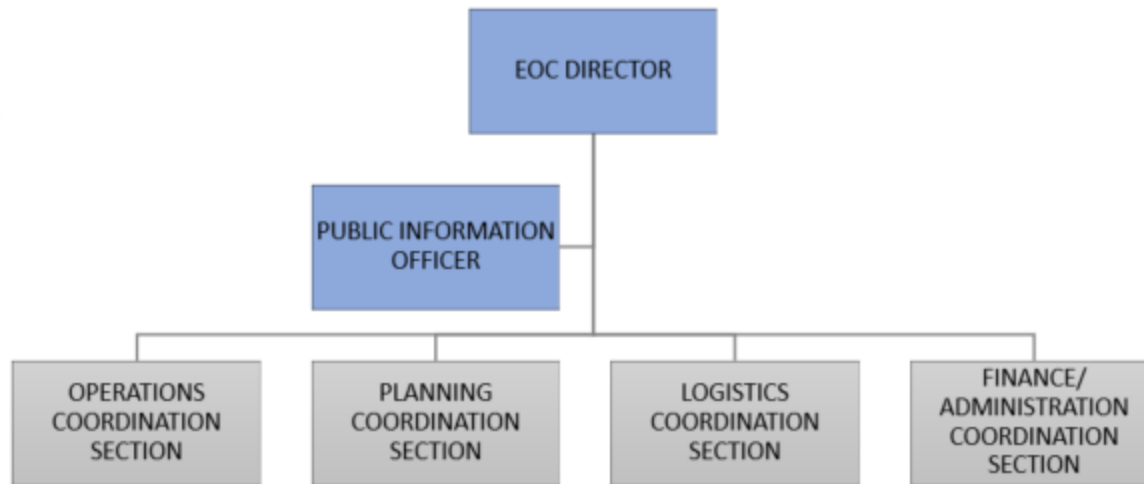 EOC DIRECTOR
PUBLIC INFORMATION
OFFICER
OPERATIONS
COORDINATION
SECTION
PLANNING
COORDINATION
SECTION
LOGISTICS
COORDINATION
SECTION
FINANCE/
ADMINISTRATION
COORDINATION
SECTION